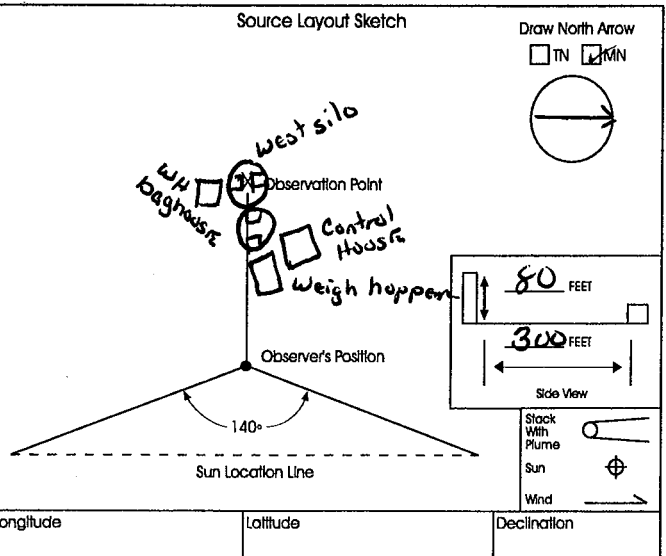 Source Layout Sketch
Draw North Arrow
TN MN
West silo
WH
baghouse
Observation Point
Control
House
Weigh hopper
80 FEET
300 FEET
Side View
Observer's Position
140°
Sun Location Line
Stack
With
Plume
Sun
Wind
ongitude
Latitude
Declination